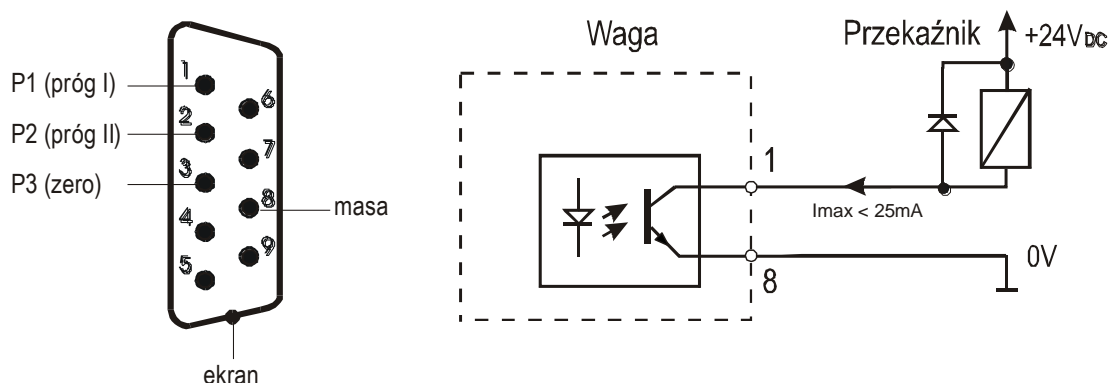 P1 (próg I)
P2 (próg II)
P3 (zero)
1
2
3
4
5
6
7
8
9
masa
ekran
Waga
Przekaźnik
+24VDC
1
Imax < 25mA
8
0V